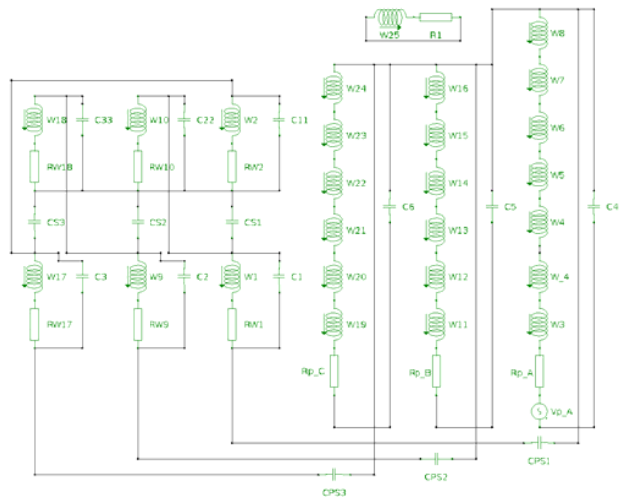 W25 R1
W8
W24 W16 W7
W18 C33 W10 C22 W2 C11 W23 W15 W6
RW18 RW10 RW2 W22 W14 W5
CS3 CS2 CS1 W21 C6 W13 C5 W4 C4
W17 C3 W9 C2 W1 C1 W20 W12 W_4
RW17 RW9 RW1 W19 W11 W3
Rp_C Rp_B Rp_A
Vp_A
CPS1
CPS2
CPS3